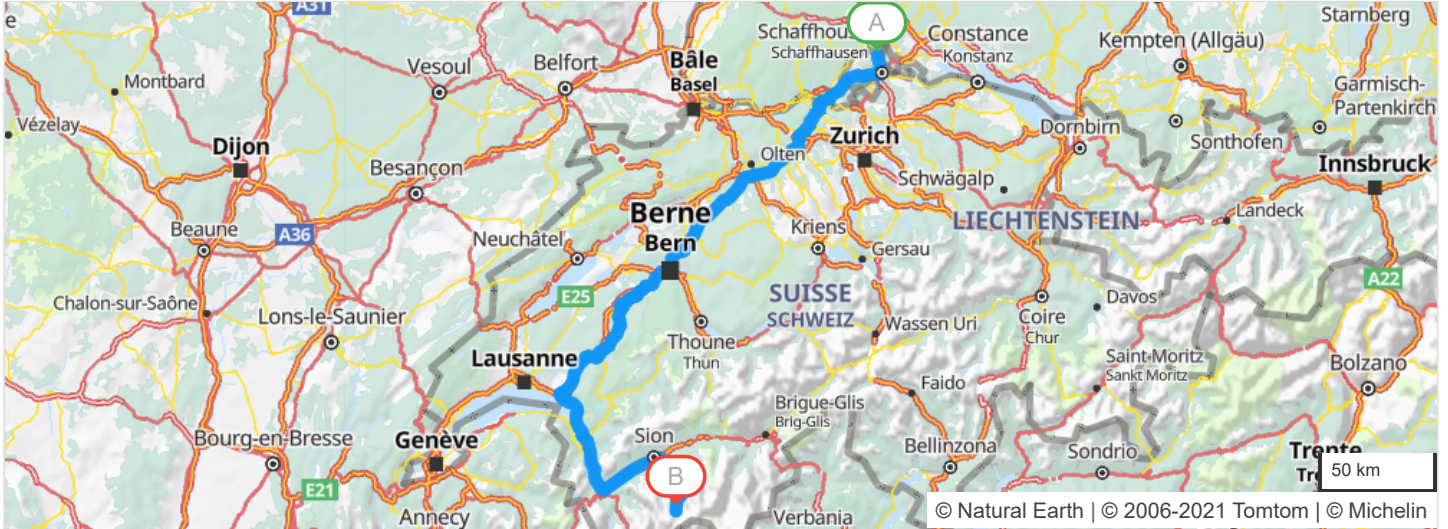 e
A31
A
Schaffhous
Schaffhausen
Constance
Konstanz
Starnberg
Kempten (Allgäu)
Vesoul
Belfort
Bâle
Basel
Montbard
Garmisch-
Partenkirch
Vézelay
Dijon
Zurich
Dornbirn
Sonthofen
Olten
Besançon
Innsbruck
Schwägalp
Beaune
A36
Berne
Bern
Neuchâtel
Kriens
LIECHTENSTEIN
Landeck
Gersau
A22
Chalon-sur-Saône
E25
SUISSE
SCHWEIZ
Davos
Lons-le-Saunier
Thoune
Thun
Wassen Uri
Coire
Chur
Lausanne
Saint-Moritz
Sankt Moritz
Bolzano
Faido
Brigue-Glis
Brig-Glis
Bourg-en-Bresse
Genève
Sion
Bellinzona
Sondrio
Trente
Tre
B
50 km
E21
Annecy
Verbania
© Natural Earth | © 2006-2021 Tomtom | © Michelin